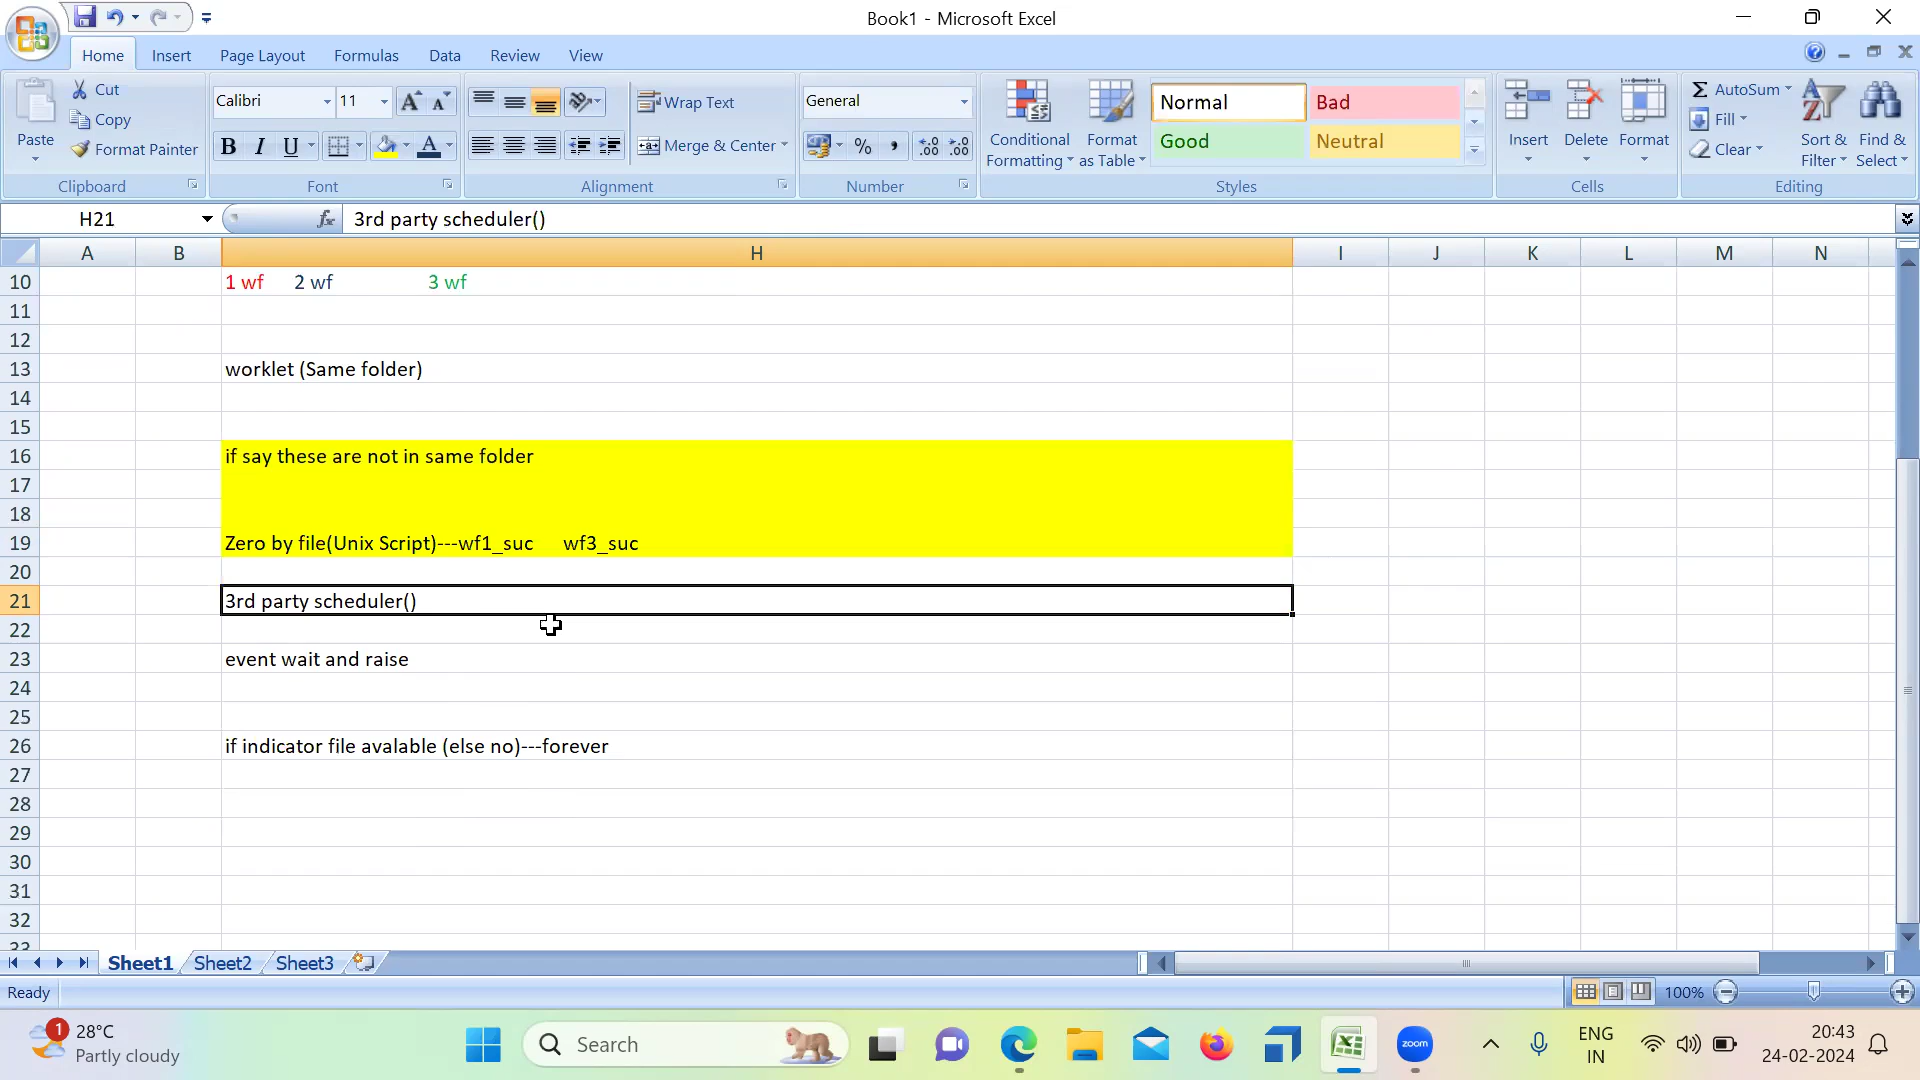 Book1 - Microsoft Excel
Home Insert Page Layout Formulas Data Review View
Paste
Cut
Copy
Format Painter
Clipboard
Calibri 11
B I U A
Font
Wrap Text
Merge & Center
Alignment
General
% ,
Number
Conditional Formatting
Format as Table
Normal Bad
Good Neutral
Styles
Insert Delete Format
Cells
Σ AutoSum
Fill
Clear
Sort & Filter
Find & Select
Editing
H21 fx 3rd party scheduler()
A B H I J K L M N
10 1 wf 2 wf 3 wf
11
12
13 worklet (Same folder)
14
15
16 if say these are not in same folder
17
18
19 Zero by file(Unix Script)---wf1_suc wf3_suc
20
21 3rd party scheduler()
22
23 event wait and raise
24
25
26 if indicator file avalable (else no)---forever
27
28
29
30
31
32
33
Sheet1 Sheet2 Sheet3
Ready 100%
1 28°C
Partly cloudy
Search
zoom
ENG
IN
20:43
24-02-2024